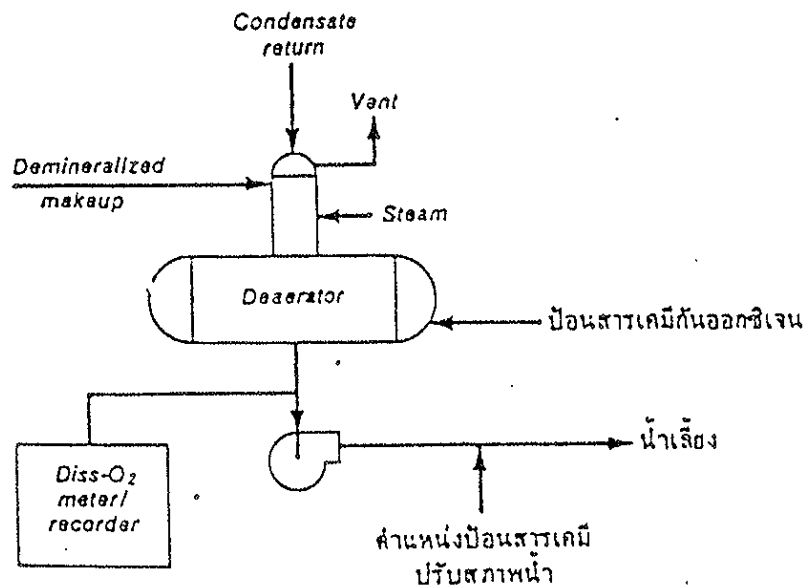 Condensate
return
Vent
Demineralized
makeup
Steam
Deaerator
ป้อนสารเคมีกันออกซิเจน
น้ำเลี้ยง
Diss-O₂
meter/
recorder
ตำแหน่งป้อนสารเคมี
ปรับสภาพน้ำ